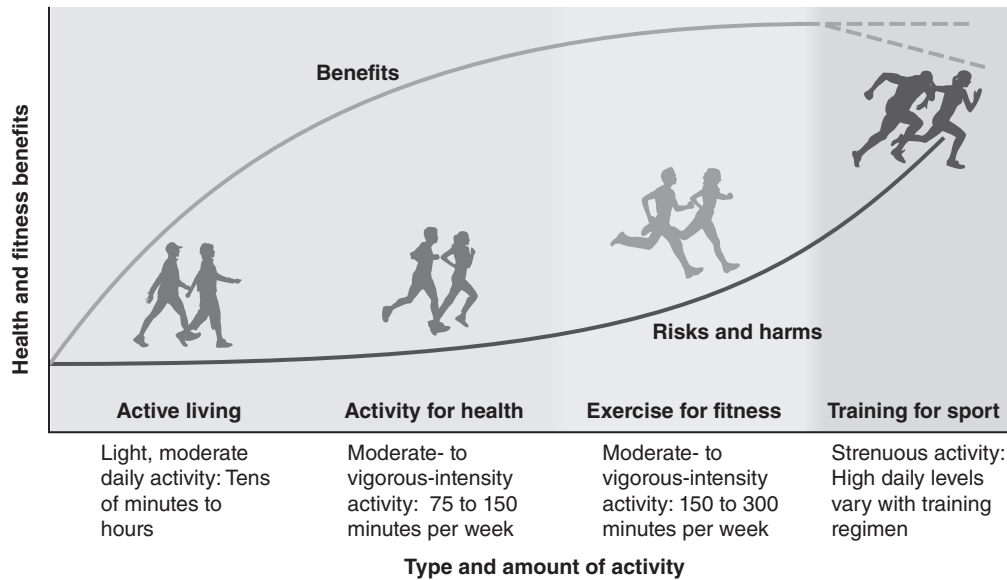 Health and fitness benefits
Benefits
Risks and harms
Active living
Light, moderate
daily activity: Tens
of minutes to
hours
Activity for health
Moderate- to
vigorous-intensity
activity: 75 to 150
minutes per week
Exercise for fitness
Moderate- to
vigorous-intensity
activity: 150 to 300
minutes per week
Training for sport
Strenuous activity:
High daily levels
vary with training
regimen
Type and amount of activity